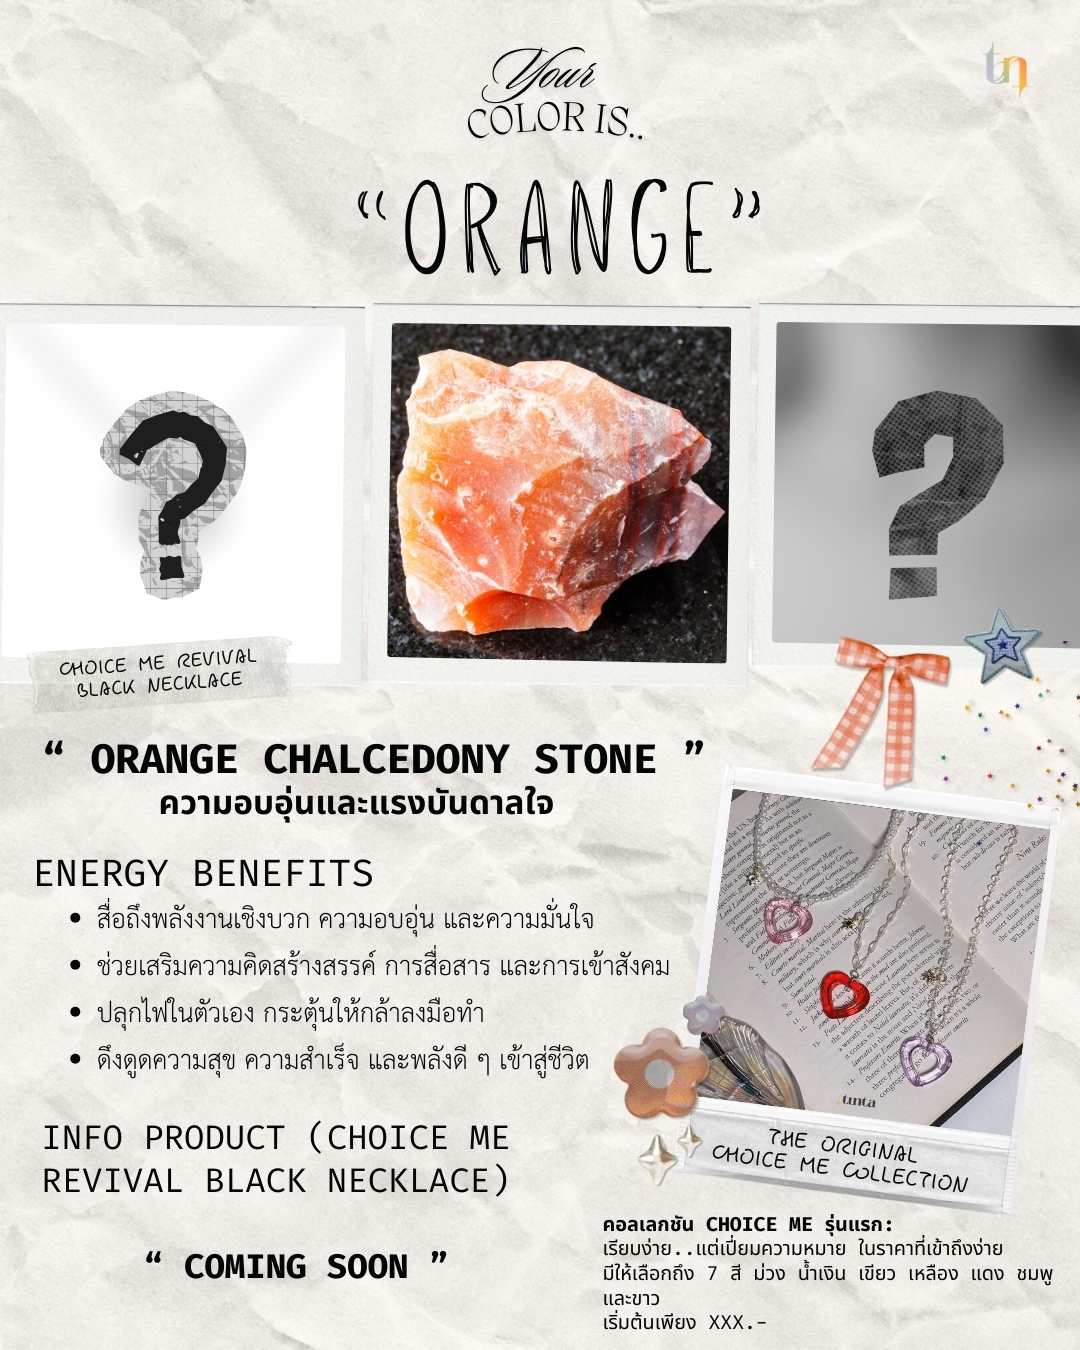 Your
COLOR IS..
tn
“ORANGE”
CHOICE ME REVIVAL
BLACK NECKLACE
“ ORANGE CHALCEDONY STONE ”
ความอบอุ่นและแรงบันดาลใจ
ENERGY BENEFITS
• สื่อถึงพลังงานเชิงบวก ความอบอุ่น และความมั่นใจ
• ช่วยเสริมความคิดสร้างสรรค์ การสื่อสาร และการเข้าสังคม
• ปลุกไฟในตัวเอง กระตุ้นให้กล้าลงมือทำ
• ดึงดูดความสุข ความสำเร็จ และพลังดี ๆ เข้าสู่ชีวิต
INFO PRODUCT (CHOICE ME
REVIVAL BLACK NECKLACE)
“ COMING SOON ”
.tunta
THE ORIGINAL
CHOICE ME COLLECTION
คอลเลกชัน CHOICE ME รุ่นแรก:
เรียบง่าย..แต่เปี่ยมความหมาย ในราคาที่เข้าถึงง่าย
มีให้เลือกถึง 7 สี ม่วง น้ำเงิน เขียว เหลือง แดง ชมพู
และขาว
เริ่มต้นเพียง XXX.-